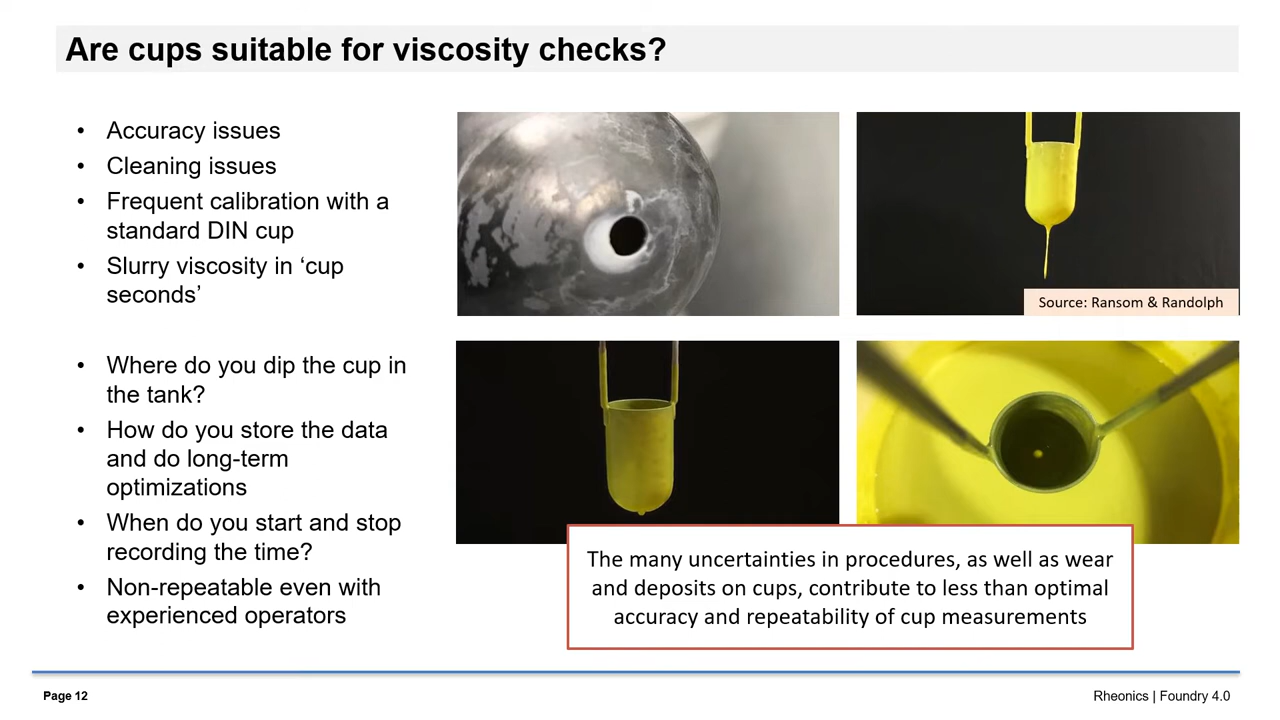 Are cups suitable for viscosity checks?
• Accuracy issues
• Cleaning issues
• Frequent calibration with a
standard DIN cup
• Slurry viscosity in ‘cup
seconds’
• Where do you dip the cup in
the tank?
• How do you store the data
and do long-term
optimizations
• When do you start and stop
recording the time?
• Non-repeatable even with
experienced operators
Source: Ransom & Randolph
The many uncertainties in procedures, as well as wear
and deposits on cups, contribute to less than optimal
accuracy and repeatability of cup measurements
Page 12
Rheonics | Foundry 4.0